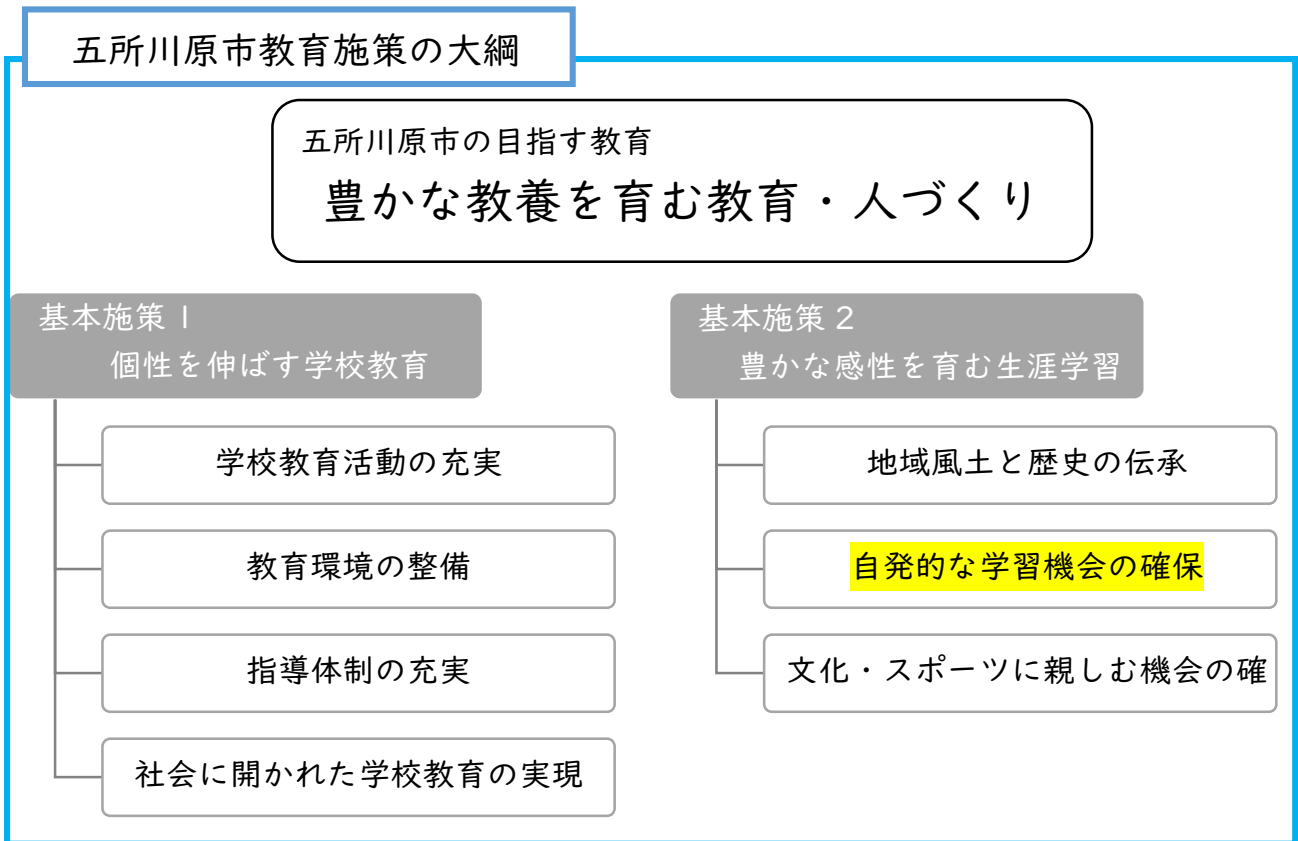 五所川原市教育施策の大綱
五所川原市の目指す教育
豊かな教養を育む教育・人づくり
基本施策1
個性を伸ばす学校教育
学校教育活動の充実
教育環境の整備
指導体制の充実
社会に開かれた学校教育の実現
基本施策2
豊かな感性を育む生涯学習
地域風土と歴史の伝承
自発的な学習機会の確保
文化・スポーツに親しむ機会の確